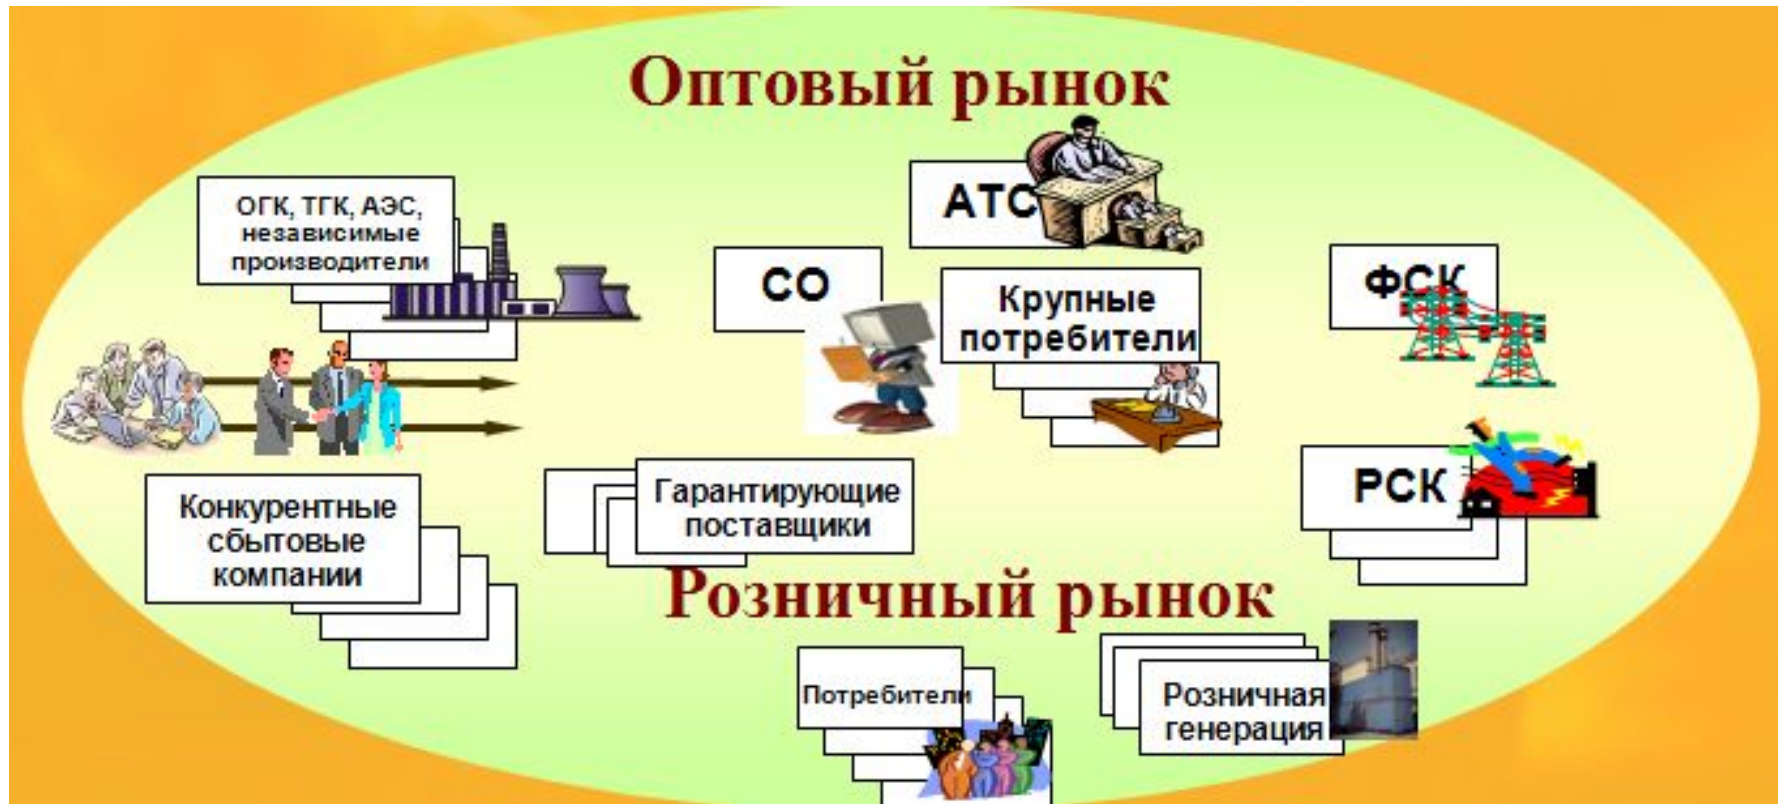 Оптовый рынок
ОГК, ТГК, АЭС,
независимые
производители
АТС
СО
Крупные
потребители
ФСК
РСК
Конкурентные
сбытовые
компании
Гарантирующие
поставщики
Розничный рынок
Потребители
Розничная
генерация